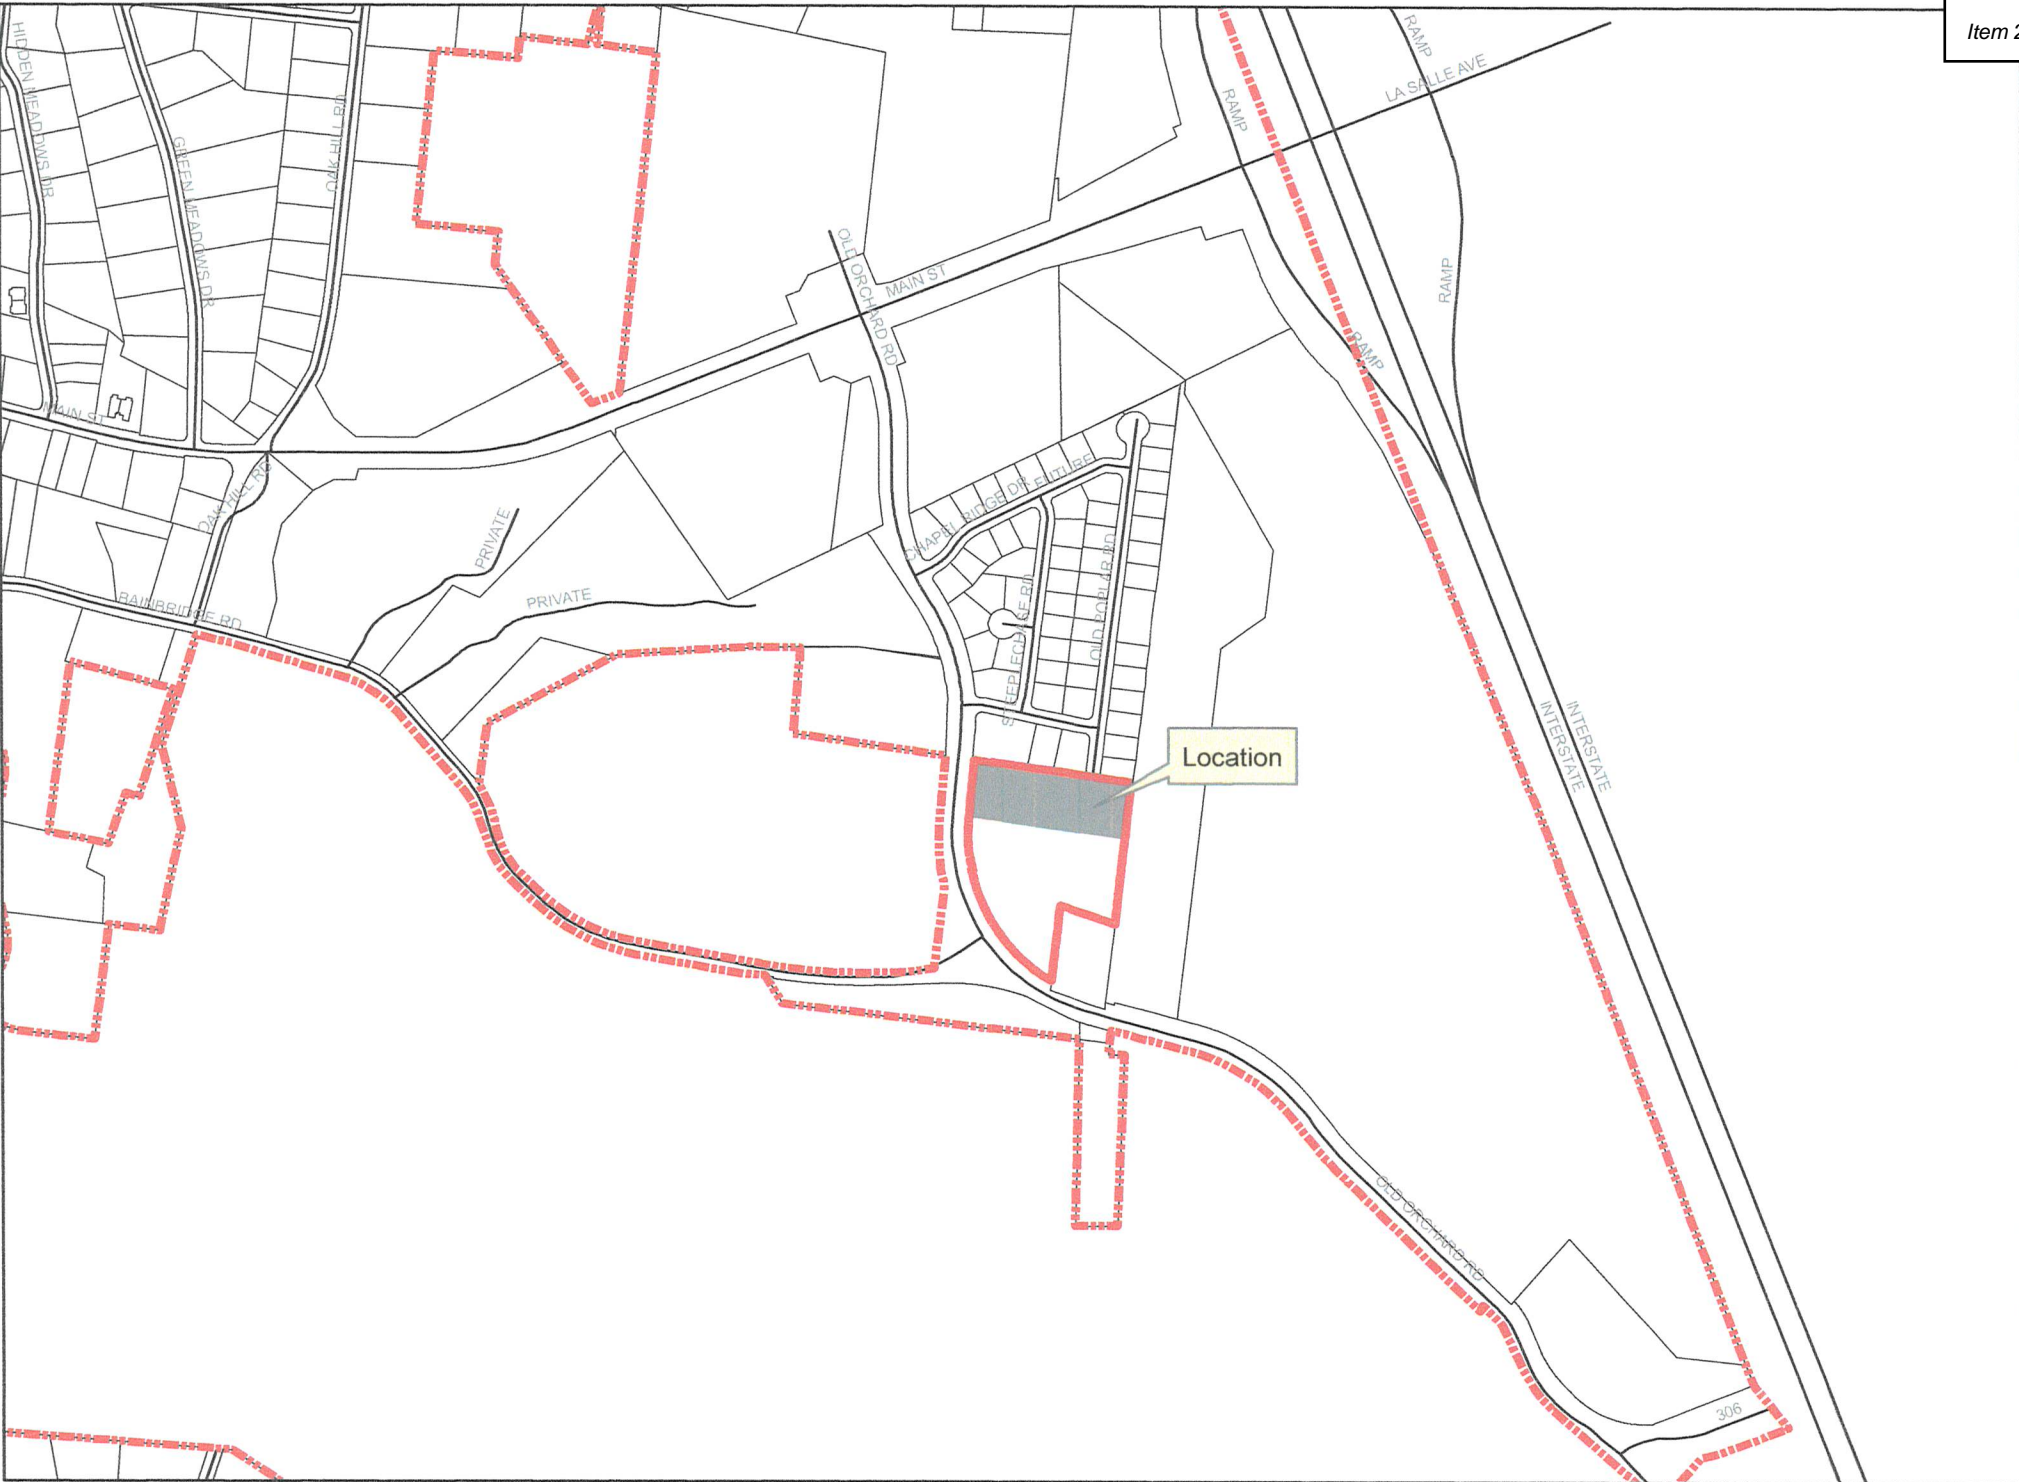 Item 2
HIDDEN MEADOWS DR
GREEN MEADOWS DR
OAK HILL RD
RAMP
RAMP
LA SALLE AVE
OLD ORCHARD RD
MAIN ST
RAMP
RAMP
MAIN ST
OAK HILL RD
PRIVATE
PRIVATE
BAINBRIDGE RD
CHAPEL RIDGE DR
FUTURE
STEEPLECHASE RD
OLD POPLAR RD
INTERSTATE
INTERSTATE
Location
OLD ORCHARD RD
306